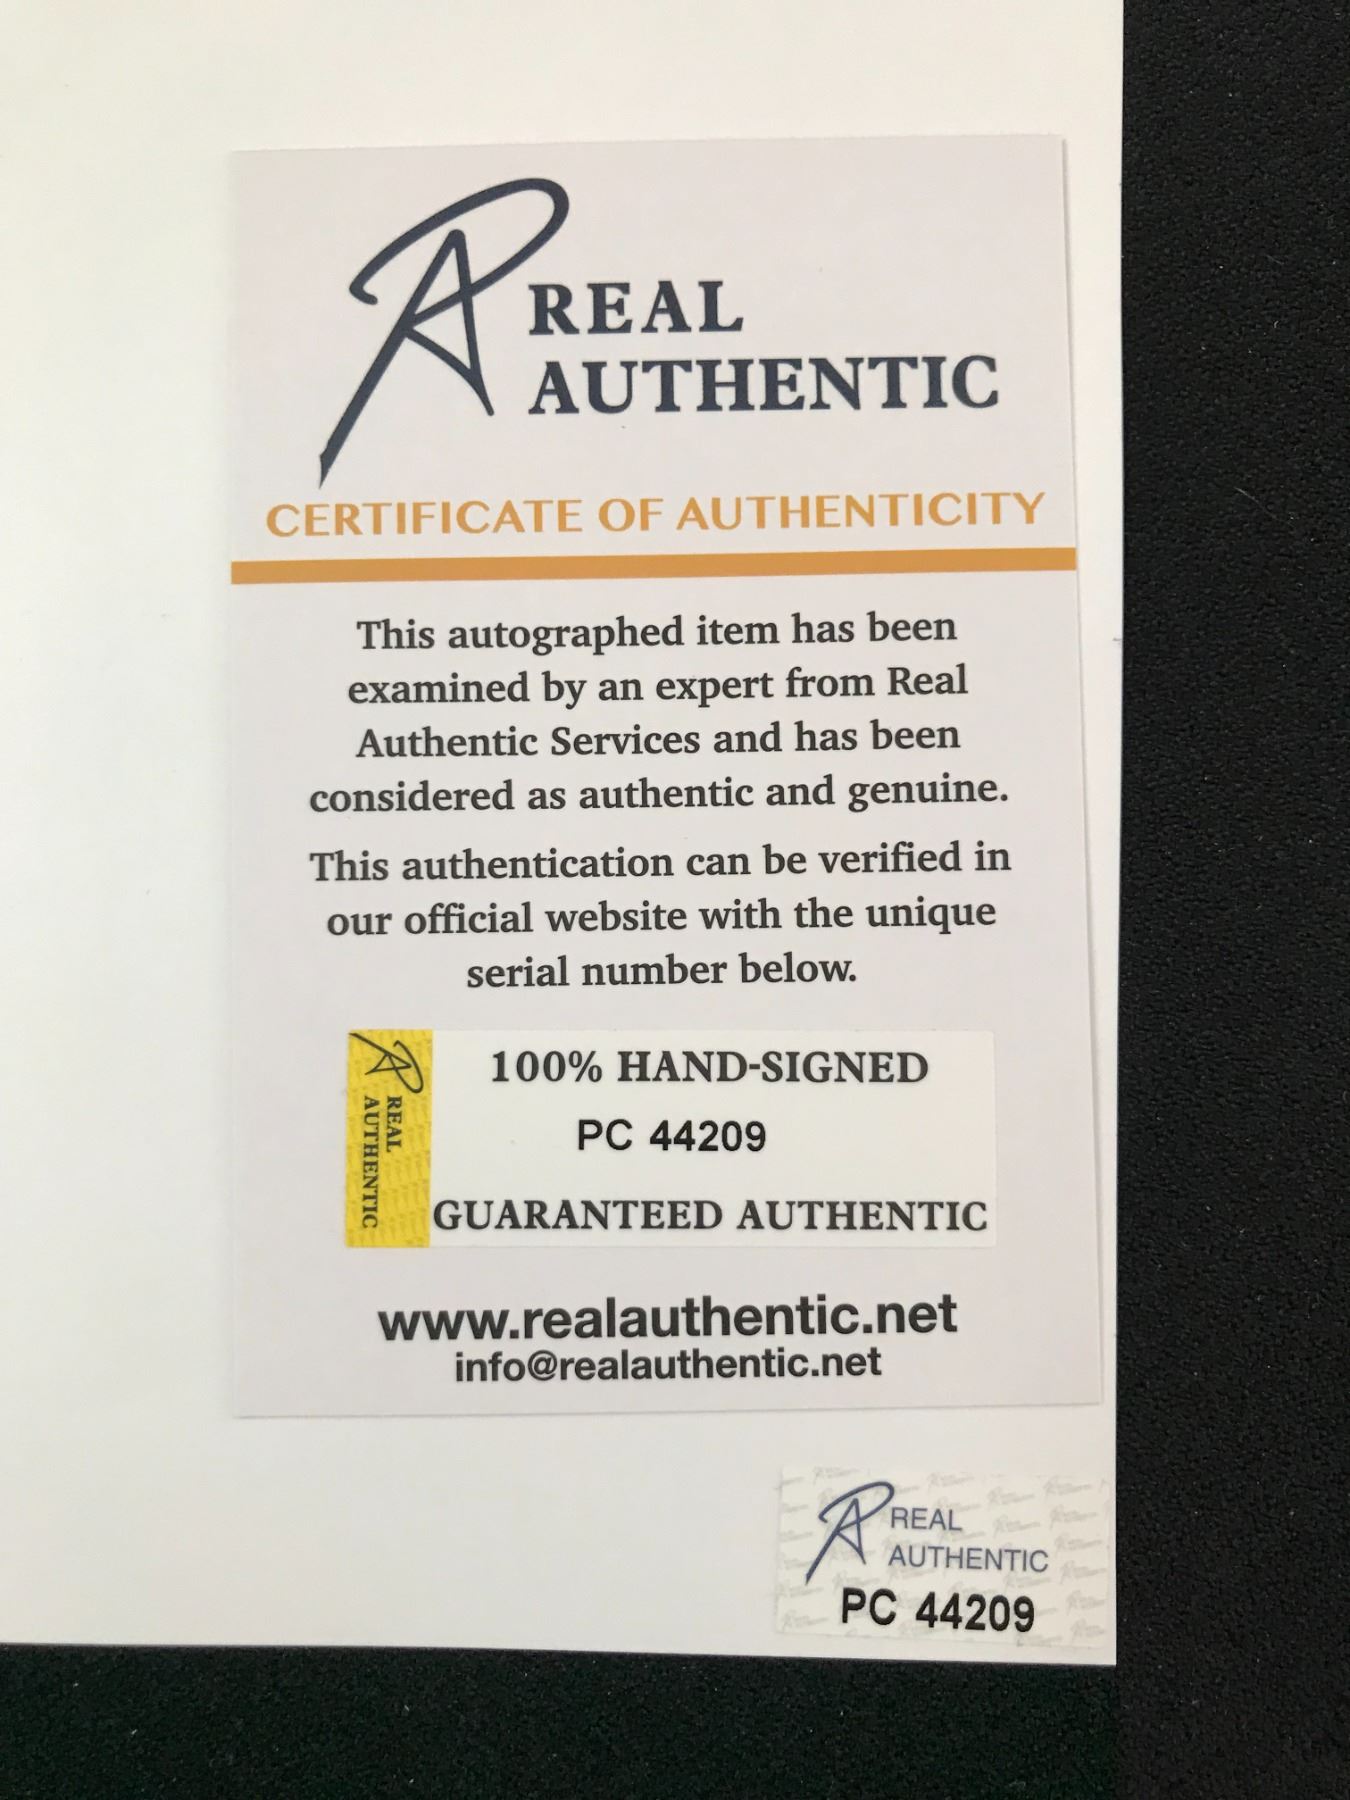 REAL
AUTHENTIC
CERTIFICATE OF AUTHENTICITY
This autographed item has been
examined by an expert from Real
Authentic Services and has been
considered as authentic and genuine.
This authentication can be verified in
our official website with the unique
serial number below.
REAL
AUTHENTIC
100% HAND-SIGNED
PC 44209
GUARANTEED AUTHENTIC
www.realauthentic.net
info@realauthentic.net
REAL
AUTHENTIC
PC 44209